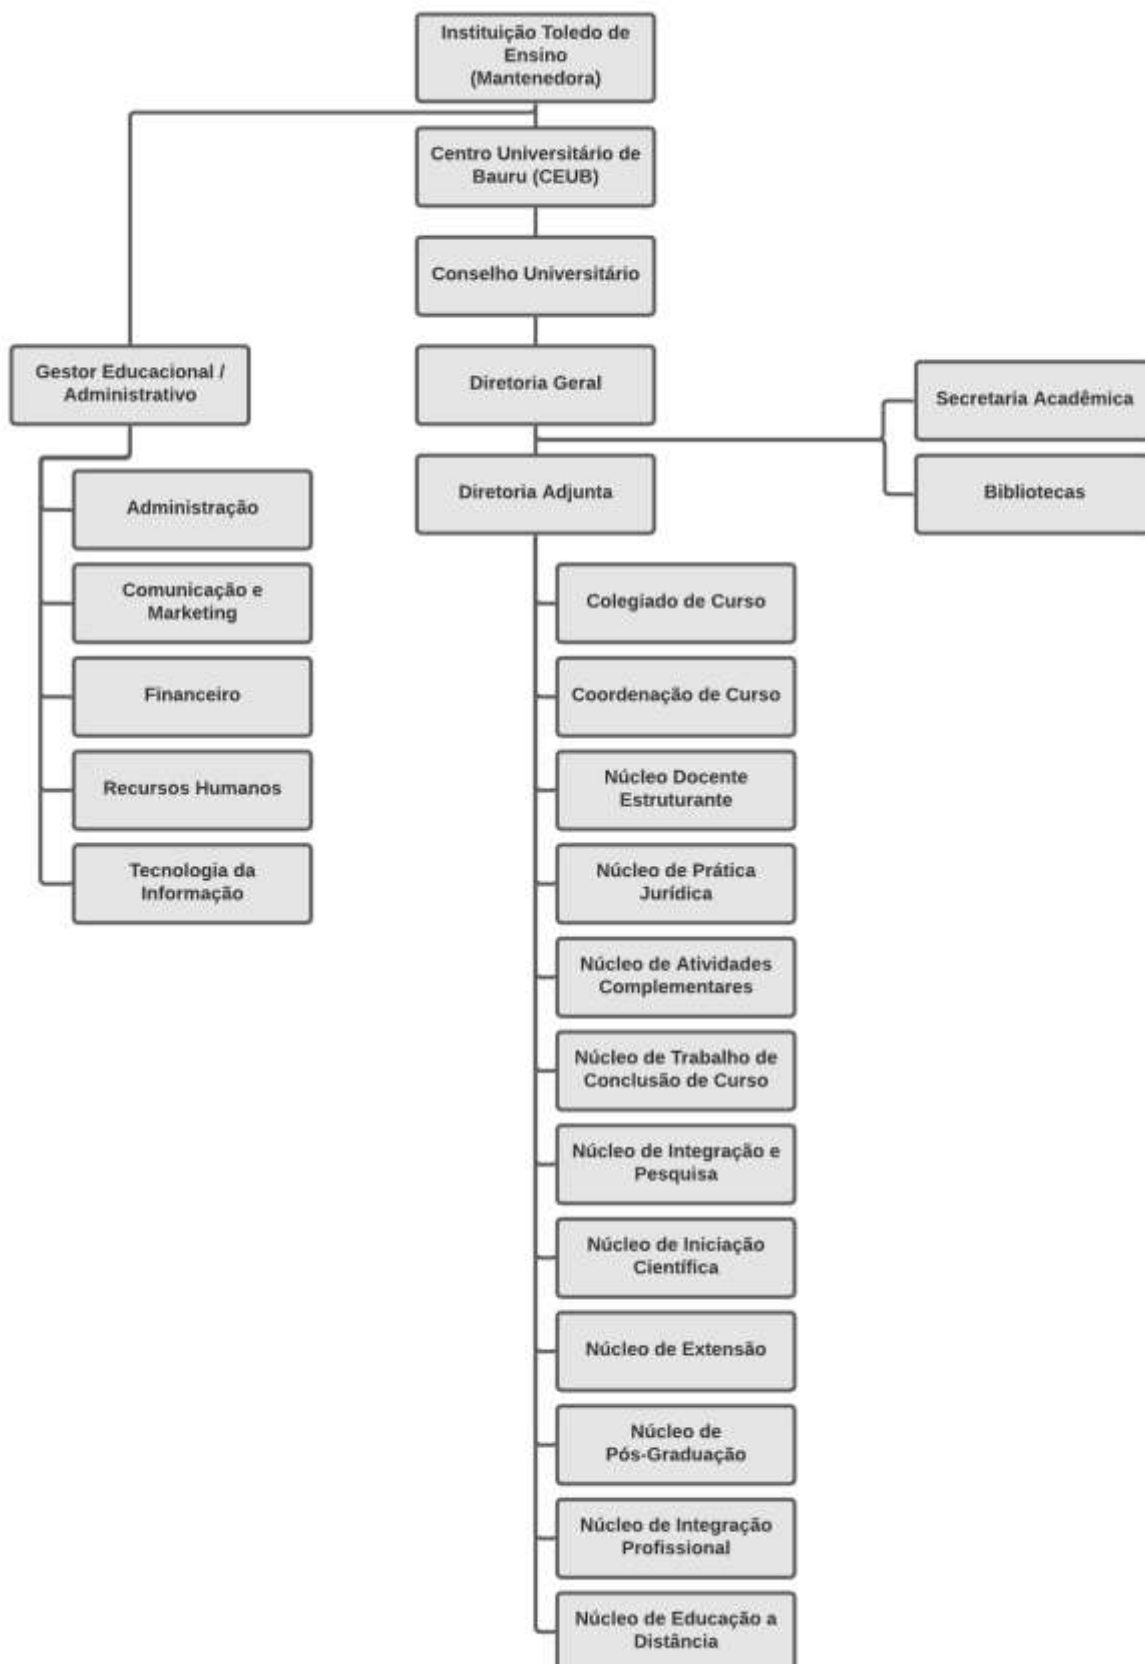 Instituição Toledo de
Ensino
(Mantenedora)
Centro Universitário de
Bauru (CEUB)
Conselho Universitário
Gestor Educacional /
Administrativo
Diretoria Geral
Secretaria Acadêmica
Bibliotecas
Diretoria Adjunta
Administração
Comunicação e
Marketing
Financeiro
Recursos Humanos
Tecnologia da
Informação
Colegiado de Curso
Coordenação de Curso
Núcleo Docente
Estruturante
Núcleo de Prática
Jurídica
Núcleo de Atividades
Complementares
Núcleo de Trabalho de
Conclusão de Curso
Núcleo de Integração e
Pesquisa
Núcleo de Iniciação
Científica
Núcleo de Extensão
Núcleo de
Pós-Graduação
Núcleo de Integração
Profissional
Núcleo de Educação a
Distância